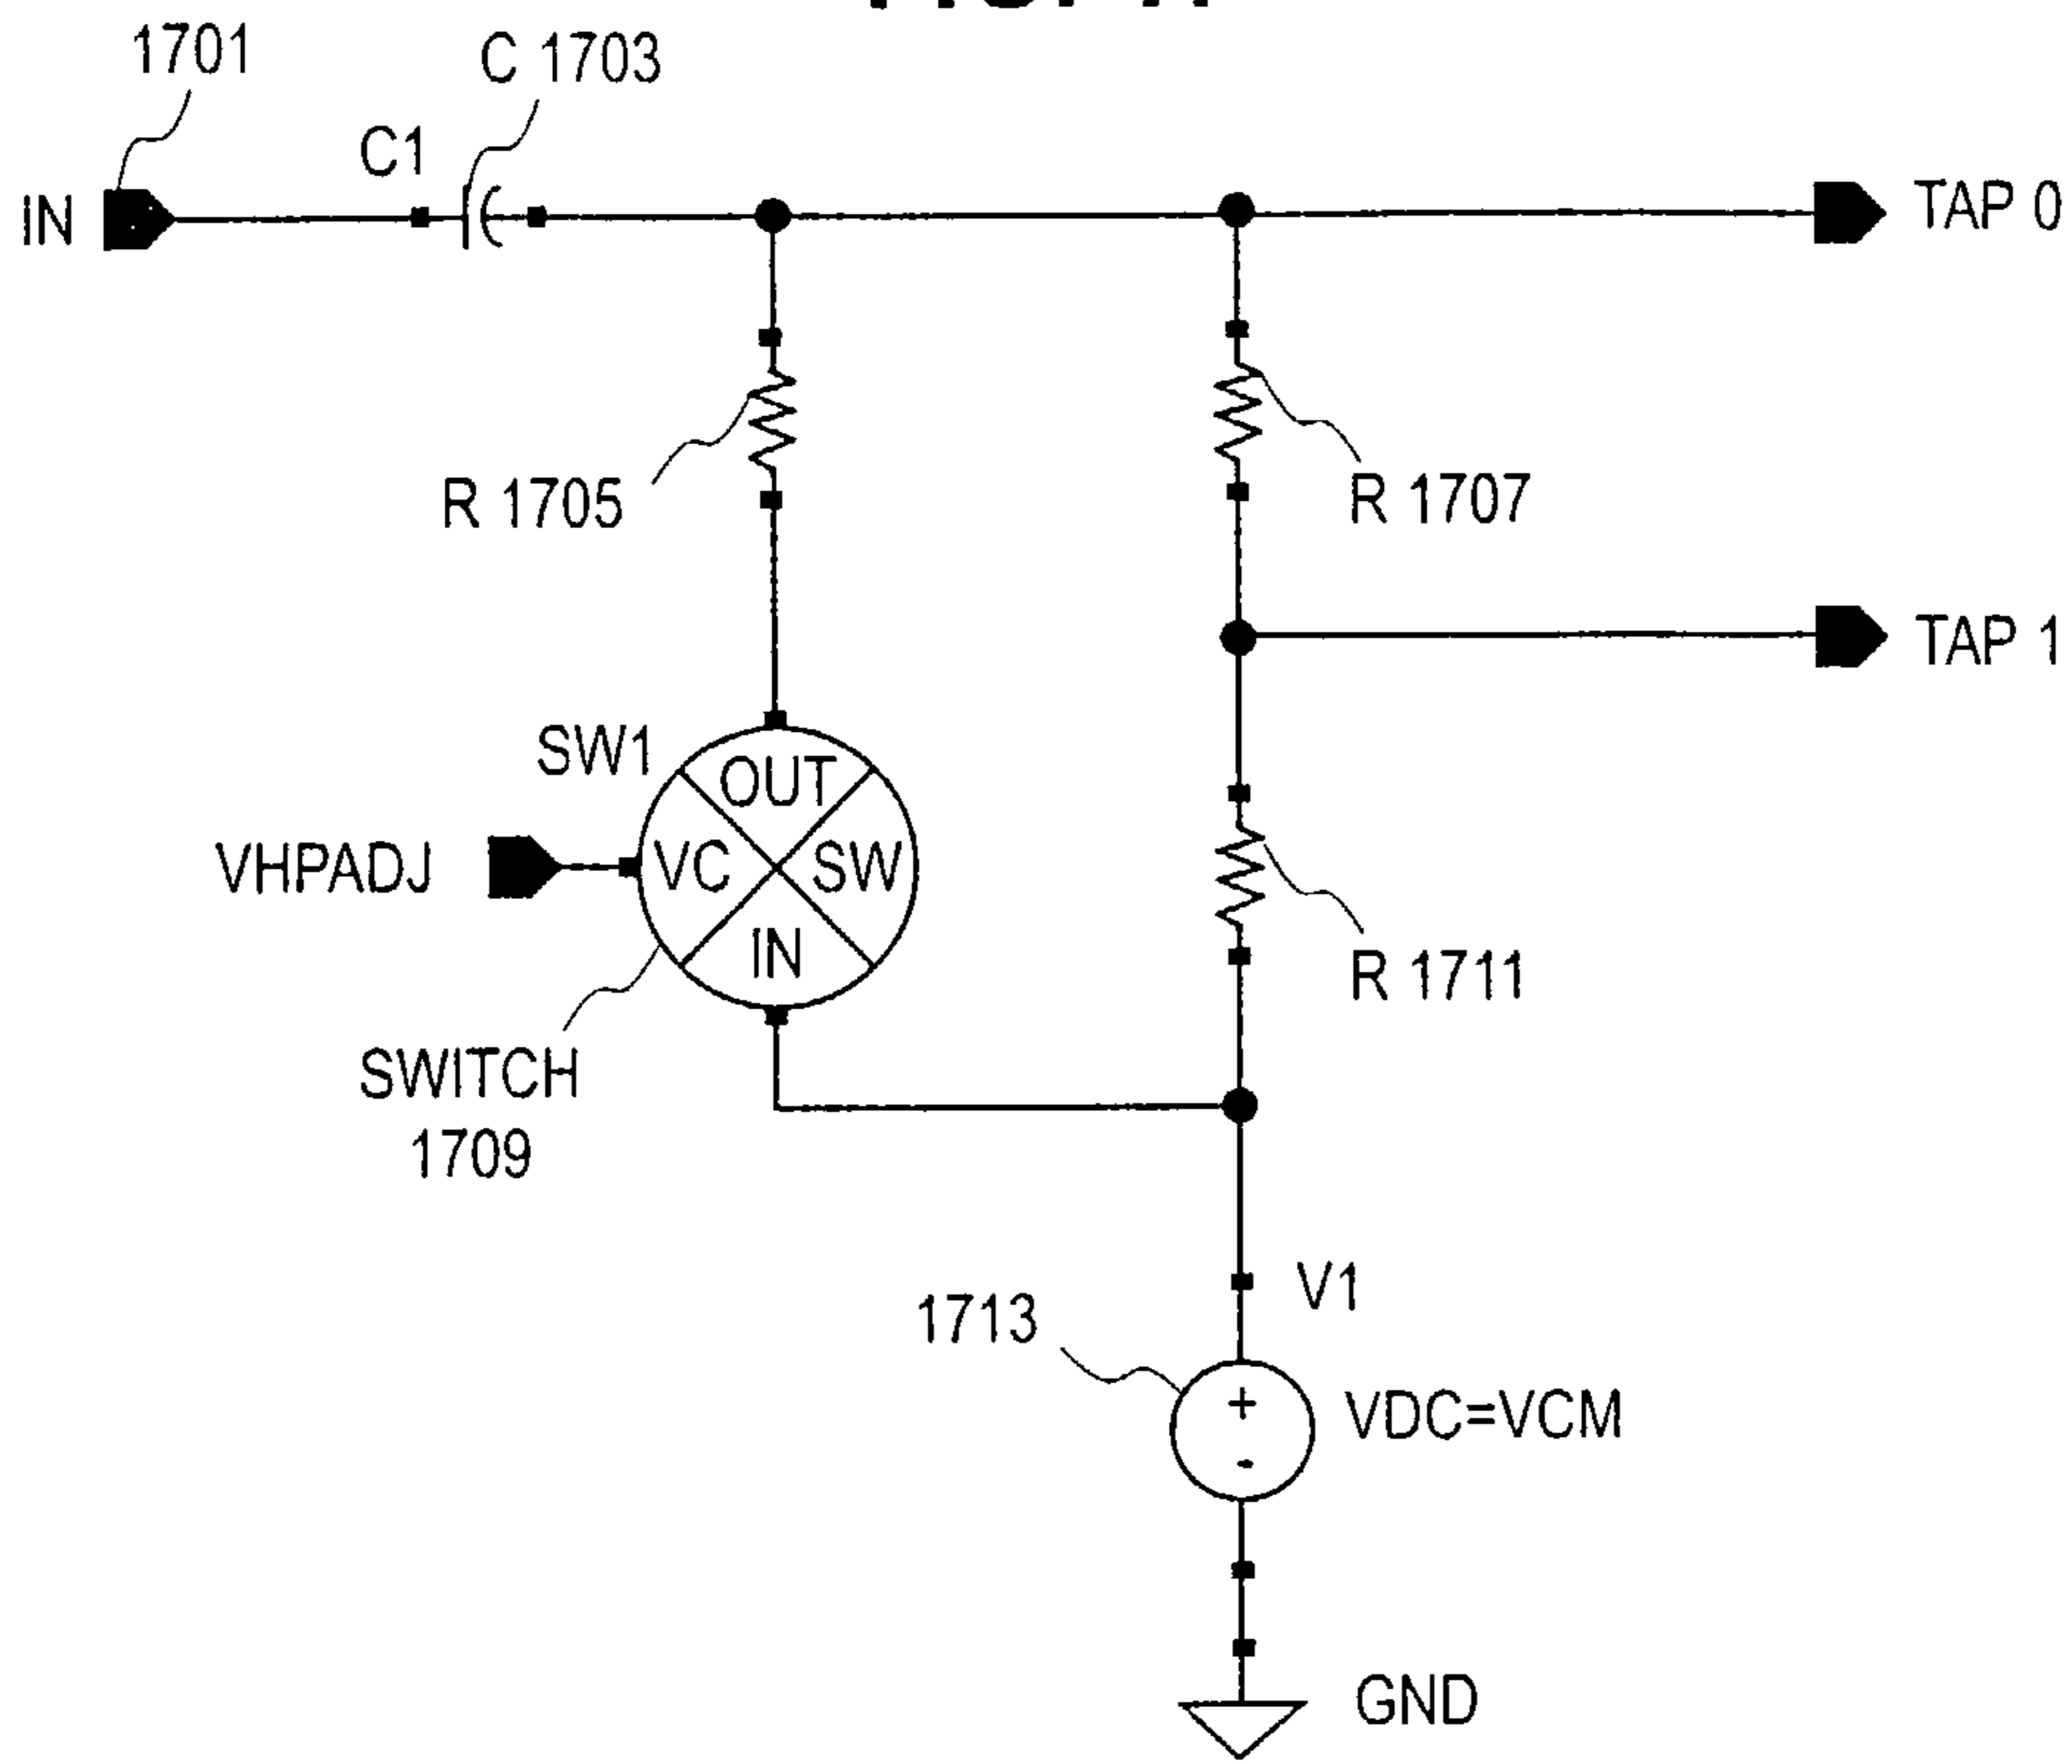 1701
C 1703
C1
IN
TAP 0
R 1705
R 1707
TAP 1
SW1
OUT
VHPADJ
VC
SW
IN
R 1711
SWITCH
1709
V1
1713
+
VDC=VCM
-
GND